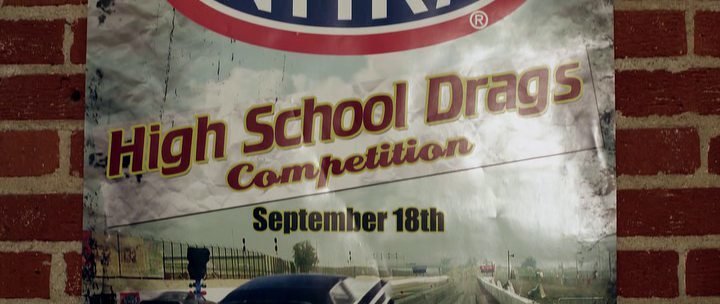 ®
High School Drags
Competition
September 18th